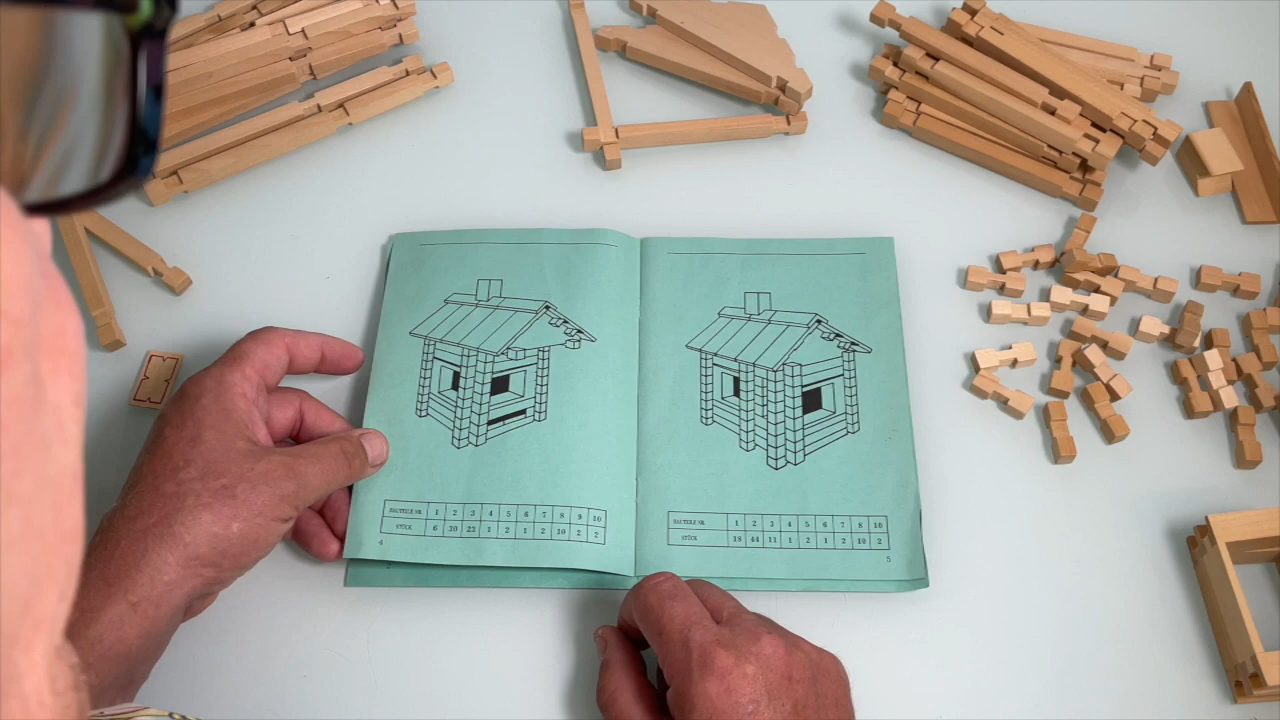 BAUTEILE NR. 1 2 3 4 5 6 7 8 9 10
STÜCK 6 30 23 1 2 1 2 10 2 2
4
BAUTEILE NR. 1 2 3 4 5 6 7 8 10
STÜCK 18 44 11 1 2 1 2 10 2
5